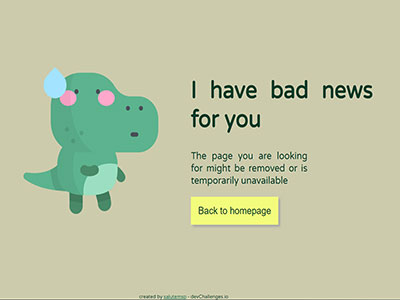 I have bad news
for you
The page you are looking
for might be removed or is
temporarily unavailable
Back to homepage
created by salutemsp - devChallenges.io